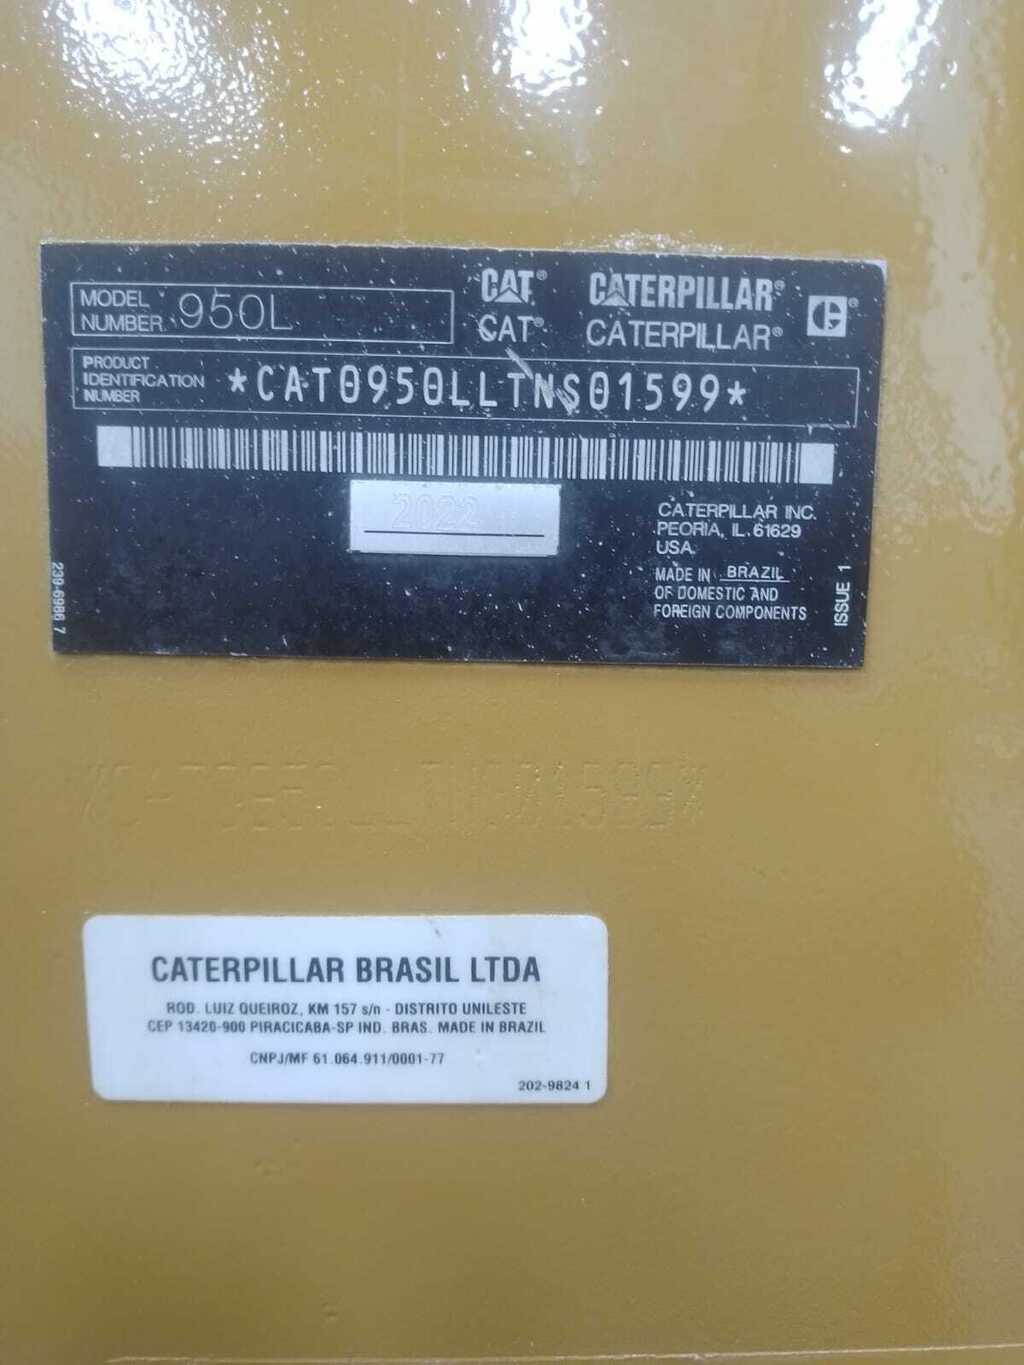 MODEL NUMBER 950L
CAT® CATERPILLAR®
CAT® CATERPILLAR®
PRODUCT IDENTIFICATION NUMBER *CAT0950LLTNS01599*
2022
CATERPILLAR INC.
PEORIA, IL. 61629
USA
MADE IN BRAZIL
OF DOMESTIC AND
FOREIGN COMPONENTS
239-6986 7
ISSUE 1
CATERPILLAR BRASIL LTDA
ROD. LUIZ QUEIROZ, KM 157 s/n - DISTRITO UNILESTE
CEP 13420-900 PIRACICABA-SP IND. BRAS. MADE IN BRAZIL
CNPJ/MF 61.064.911/0001-77
202-9824 1